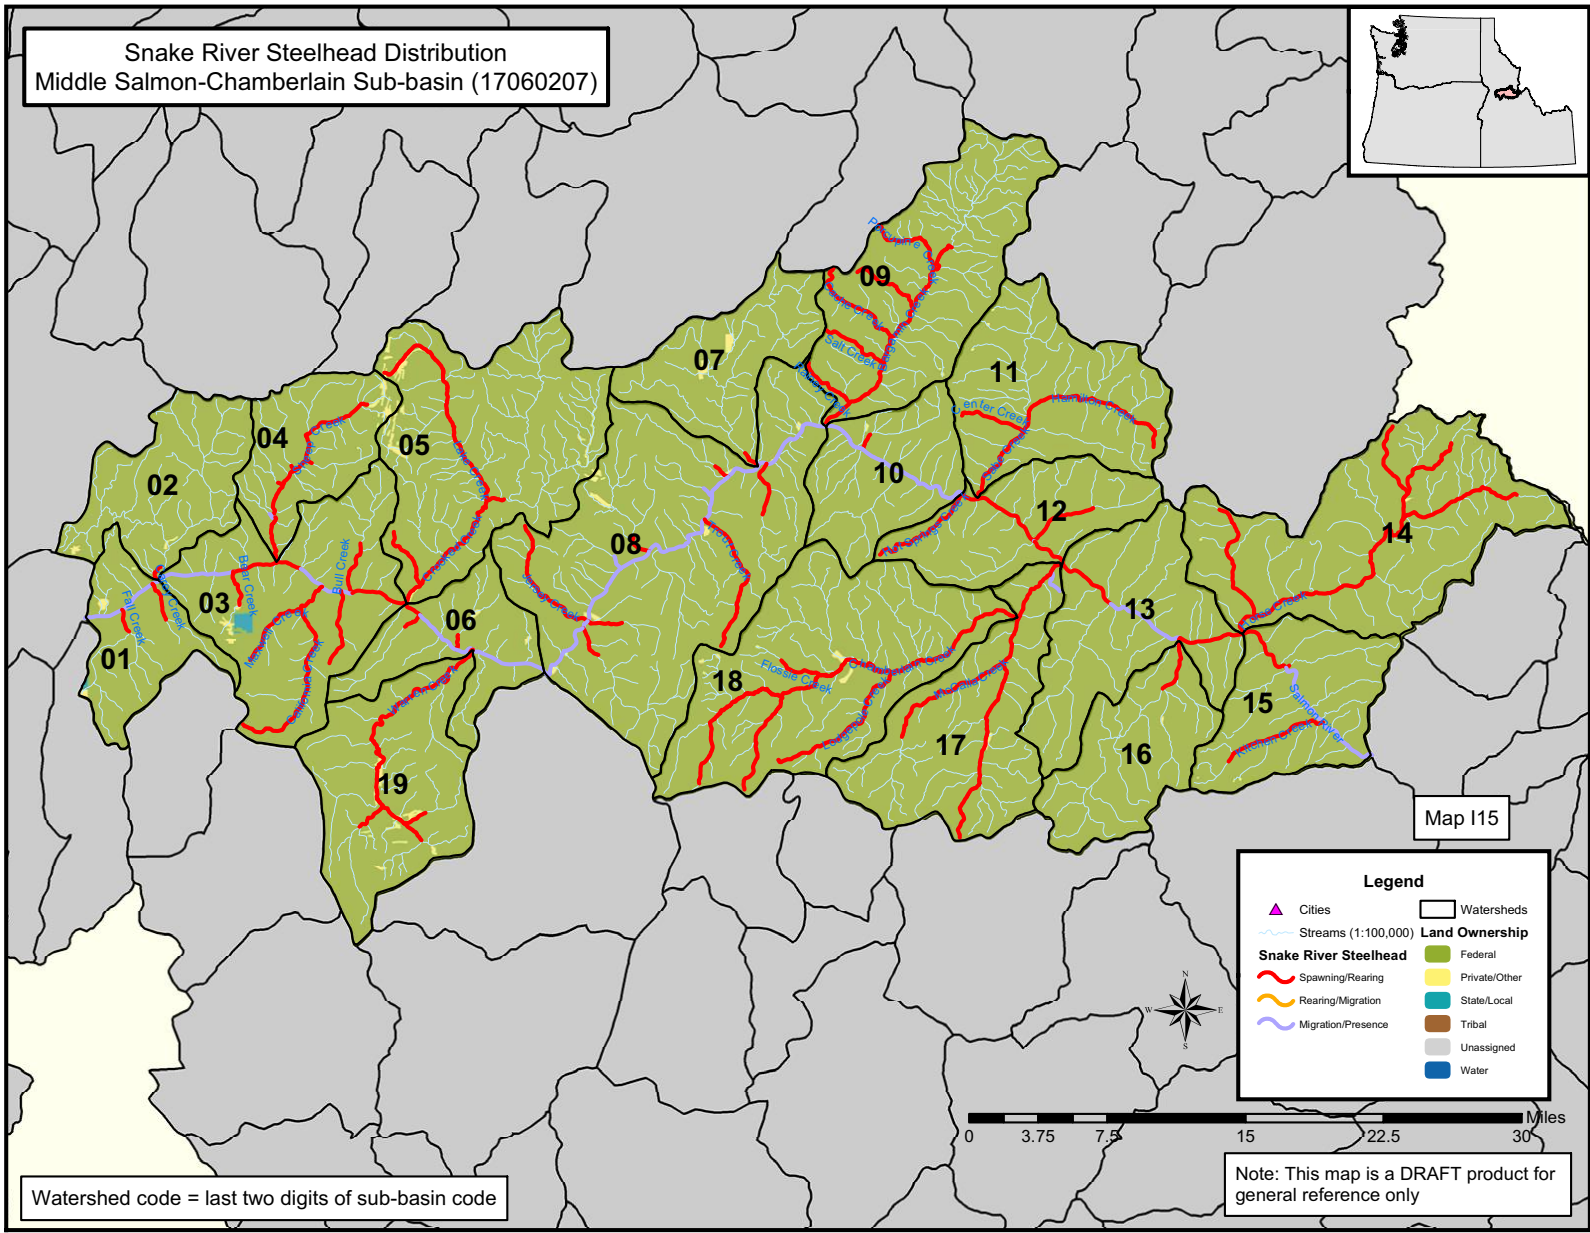 Snake River Steelhead Distribution
Middle Salmon-Chamberlain Sub-basin (17060207)
09
Salt Creek
07
11
Hamilton Creek
04
05
02
10
12
14
08
Bull Creek
Bear Creek
03
Fall Creek
06
13
01
18
Flossie Creek
15
Salmon River
17
16
Kitchen Creek
19
Map I15
Legend
Cities
Watersheds
Streams (1:100,000)
Land Ownership
Snake River Steelhead
Federal
Spawning/Rearing
Private/Other
Rearing/Migration
State/Local
Migration/Presence
Tribal
Unassigned
Water
N
W
E
S
Miles
0
3.75
7.5
15
22.5
30
Note: This map is a DRAFT product for
general reference only
Watershed code = last two digits of sub-basin code